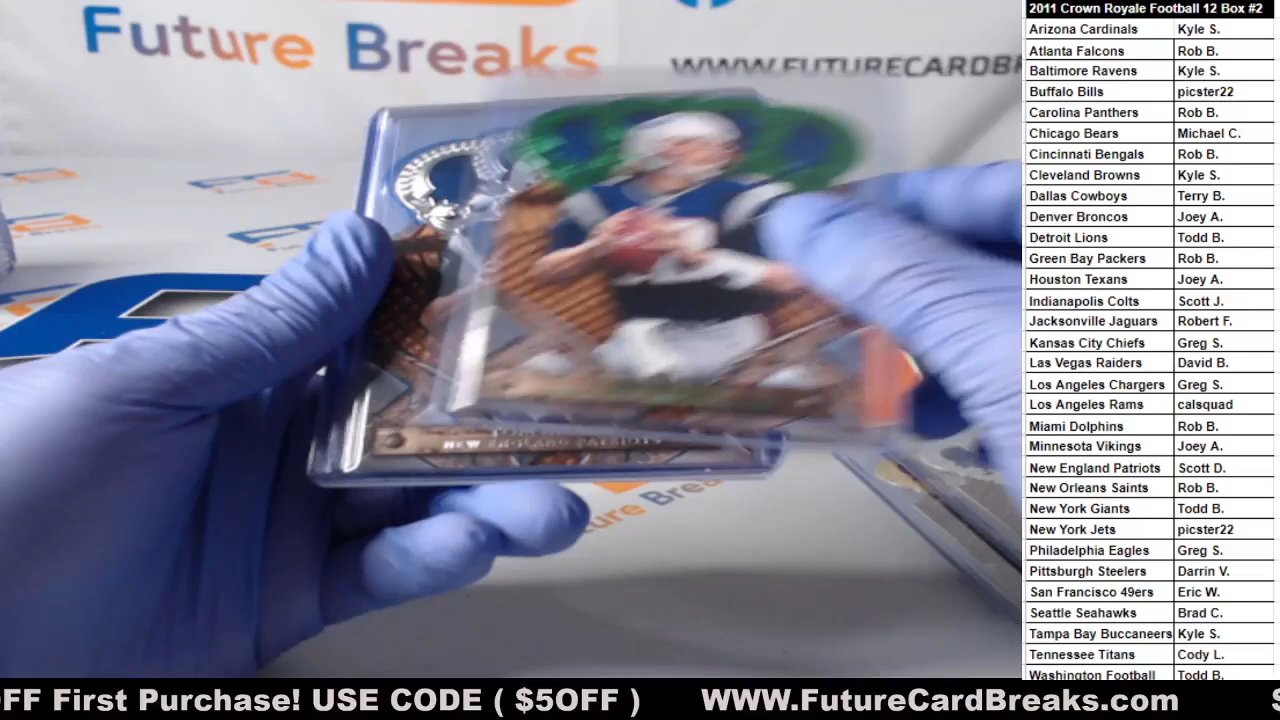 Future Breaks
WWW.FUTURECARDBR
NEW ENGLAND PATRIOTS
2011 Crown Royale Football 12 Box #2
Arizona Cardinals Kyle S.
Atlanta Falcons Rob B.
Baltimore Ravens Kyle S.
Buffalo Bills picster22
Carolina Panthers Rob B.
Chicago Bears Michael C.
Cincinnati Bengals Rob B.
Cleveland Browns Kyle S.
Dallas Cowboys Terry B.
Denver Broncos Joey A.
Detroit Lions Todd B.
Green Bay Packers Rob B.
Houston Texans Joey A.
Indianapolis Colts Scott J.
Jacksonville Jaguars Robert F.
Kansas City Chiefs Greg S.
Las Vegas Raiders David B.
Los Angeles Chargers Greg S.
Los Angeles Rams calsquad
Miami Dolphins Rob B.
Minnesota Vikings Joey A.
New England Patriots Scott D.
New Orleans Saints Rob B.
New York Giants Todd B.
New York Jets picster22
Philadelphia Eagles Greg S.
Pittsburgh Steelers Darrin V.
San Francisco 49ers Eric W.
Seattle Seahawks Brad C.
Tampa Bay Buccaneers Kyle S.
Tennessee Titans Cody L.
Washington Football Todd B.
FF First Purchase! USE CODE ( $5OFF ) WWW.FutureCardBreaks.com